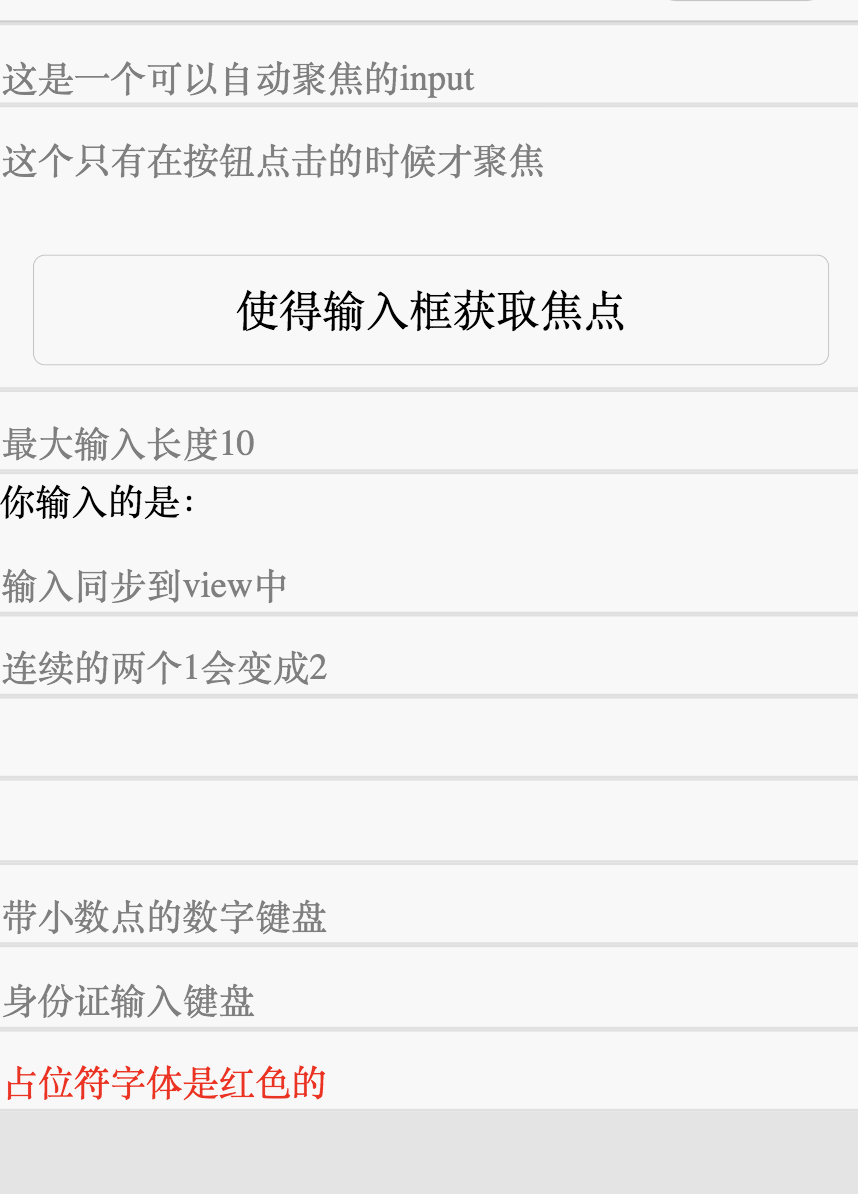 这是一个可以自动聚焦的input
这个只有在按钮点击的时候才聚焦
使得输入框获取焦点
最大输入长度10
你输入的是：
输入同步到view中
连续的两个1会变成2
带小数点的数字键盘
身份证输入键盘
占位符字体是红色的